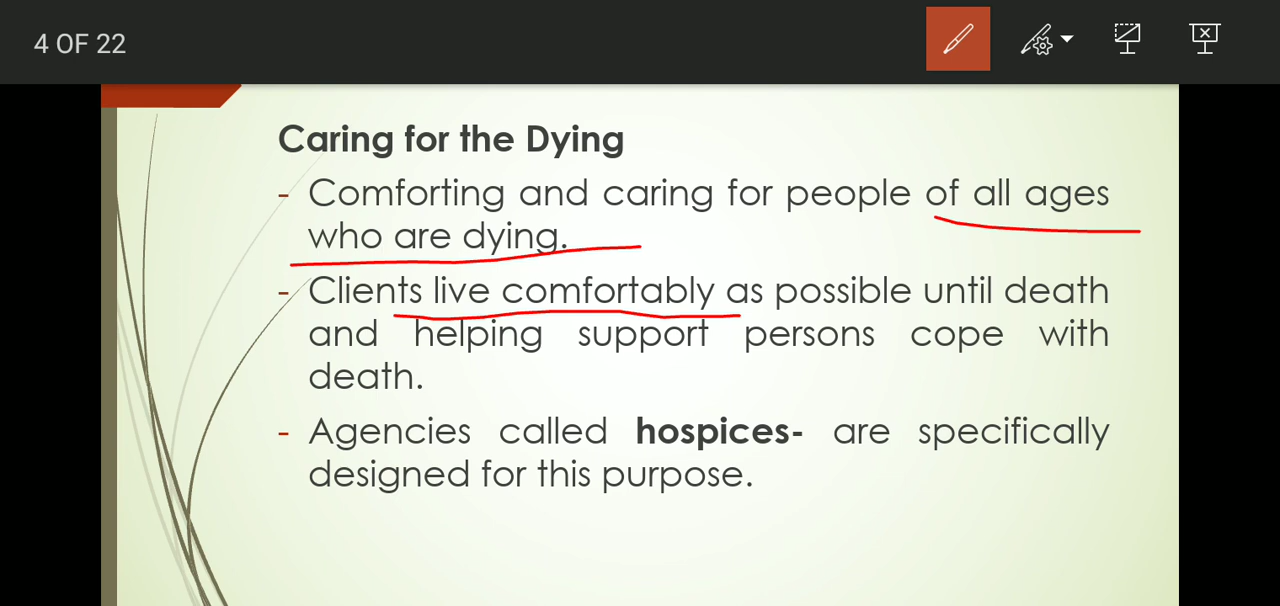 4 OF 22
Caring for the Dying
- Comforting and caring for people of all ages
who are dying.
- Clients live comfortably as possible until death
and helping support persons cope with
death.
- Agencies called hospices- are specifically
designed for this purpose.